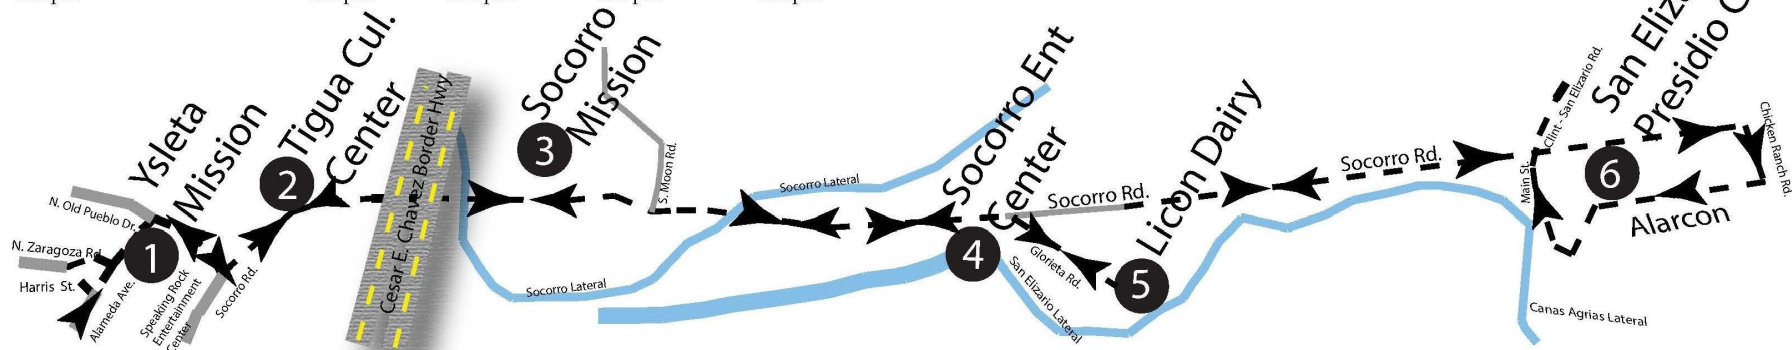 Ysleta
Mission
Tigua Cul.
Center
Socorro
Mission
Socorro Ent
Center
Licon Dairy
San Eliza
Presidio C
1
2
3
4
5
6
N. Old Pueblo Dr.
N. Zaragoza Rd.
Harris St.
Alameda Ave.
Speaking Rock
Entertainment
Center
Socorro Rd.
Cesar E. Chavez Border Hwy
S. Moon Rd.
Socorro Lateral
Socorro Lateral
Socorro Rd.
Glorieta Rd.
San Elizario Lateral
Socorro Rd.
Main St.
Clint - San Elizario Rd.
Chicken Ranch Rd.
Alarcon
Canas Agrias Lateral